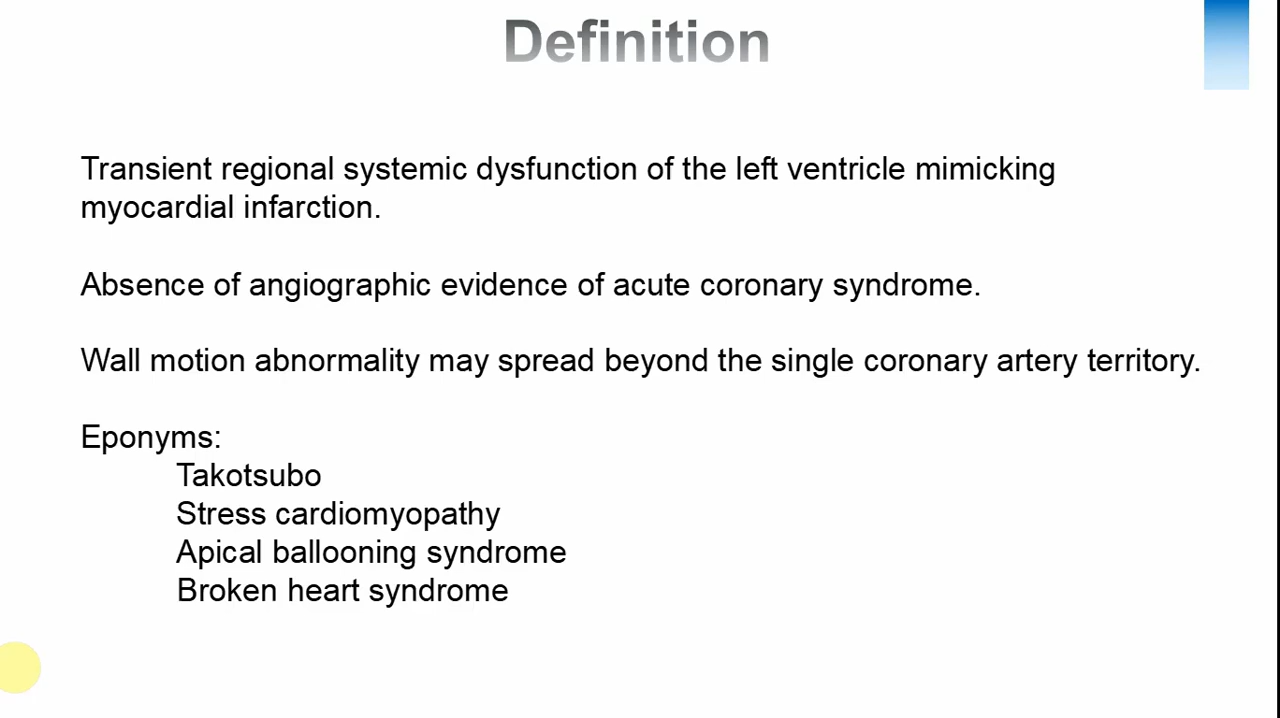 Definition
Transient regional systemic dysfunction of the left ventricle mimicking
myocardial infarction.
Absence of angiographic evidence of acute coronary syndrome.
Wall motion abnormality may spread beyond the single coronary artery territory.
Eponyms:
Takotsubo
Stress cardiomyopathy
Apical ballooning syndrome
Broken heart syndrome